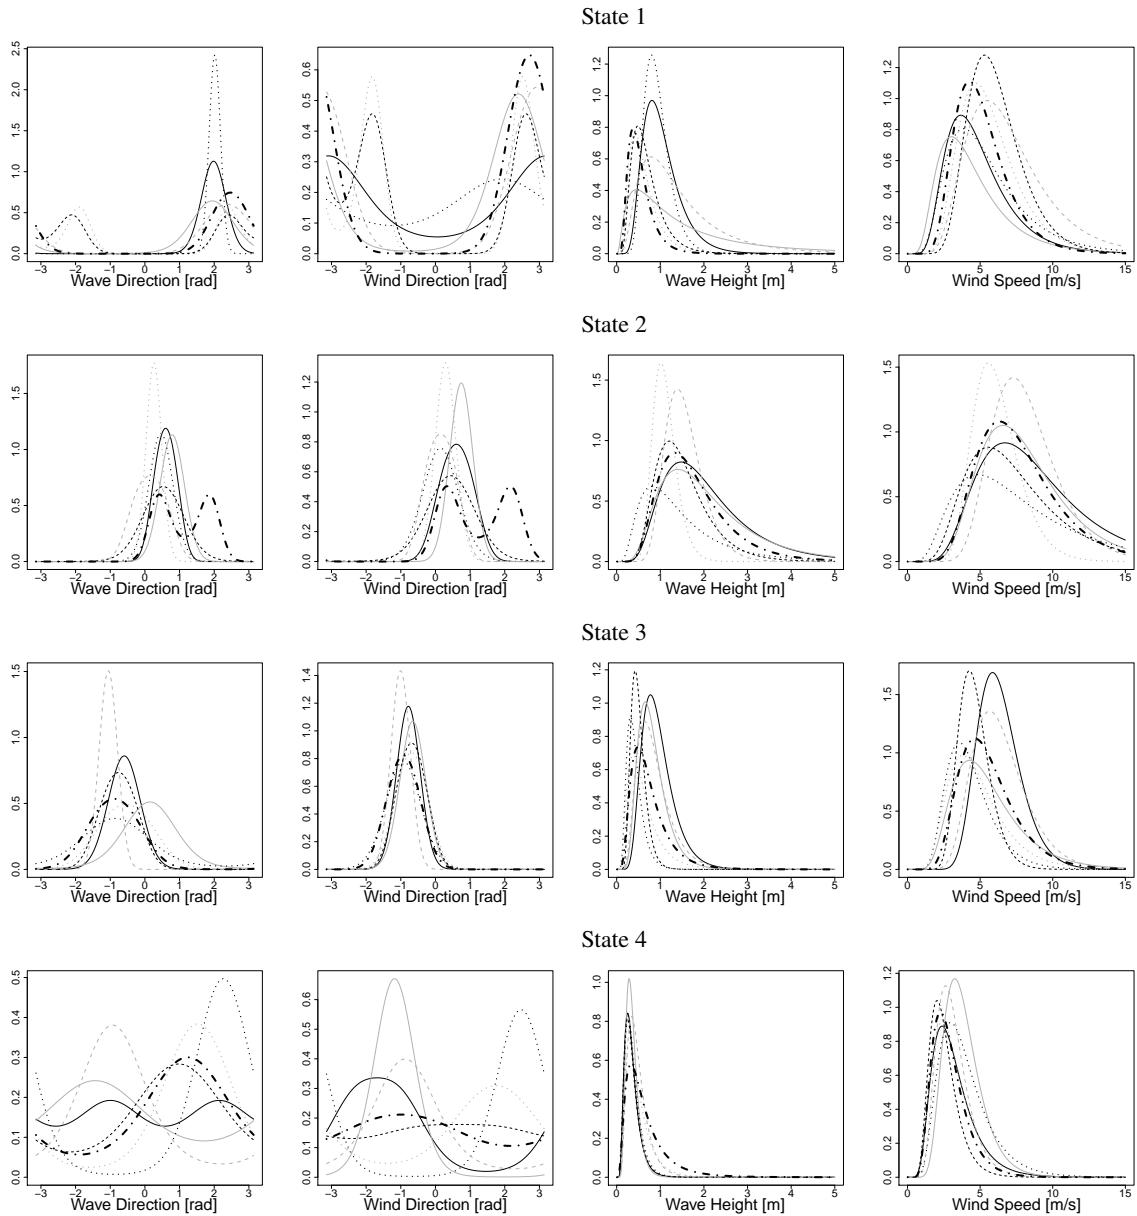 State 1
0.0 0.5 1.0 1.5 2.0 2.5
−3 −2 −1 0 1 2 3
Wave Direction [rad]
0.0 0.1 0.2 0.3 0.4 0.5 0.6
−3 −2 −1 0 1 2 3
Wind Direction [rad]
0.0 0.2 0.4 0.6 0.8 1.0 1.2
0 1 2 3 4 5
Wave Height [m]
0.0 0.2 0.4 0.6 0.8 1.0 1.2
0 5 10 15
Wind Speed [m/s]
State 2
0.0 0.5 1.0 1.5
−3 −2 −1 0 1 2 3
Wave Direction [rad]
0.0 0.2 0.4 0.6 0.8 1.0 1.2
−3 −2 −1 0 1 2 3
Wind Direction [rad]
0.0 0.5 1.0 1.5
0 1 2 3 4 5
Wave Height [m]
0.0 0.5 1.0 1.5
0 5 10 15
Wind Speed [m/s]
State 3
0.0 0.5 1.0 1.5
−3 −2 −1 0 1 2 3
Wave Direction [rad]
0.0 0.2 0.4 0.6 0.8 1.0 1.2 1.4
−3 −2 −1 0 1 2 3
Wind Direction [rad]
0.0 0.2 0.4 0.6 0.8 1.0 1.2
0 1 2 3 4 5
Wave Height [m]
0.0 0.5 1.0 1.5
0 5 10 15
Wind Speed [m/s]
State 4
0.0 0.1 0.2 0.3 0.4 0.5
−3 −2 −1 0 1 2 3
Wave Direction [rad]
0.0 0.1 0.2 0.3 0.4 0.5 0.6
−3 −2 −1 0 1 2 3
Wind Direction [rad]
0.0 0.2 0.4 0.6 0.8 1.0
0 1 2 3 4 5
Wave Height [m]
0.0 0.2 0.4 0.6 0.8 1.0 1.2
0 5 10 15
Wind Speed [m/s]